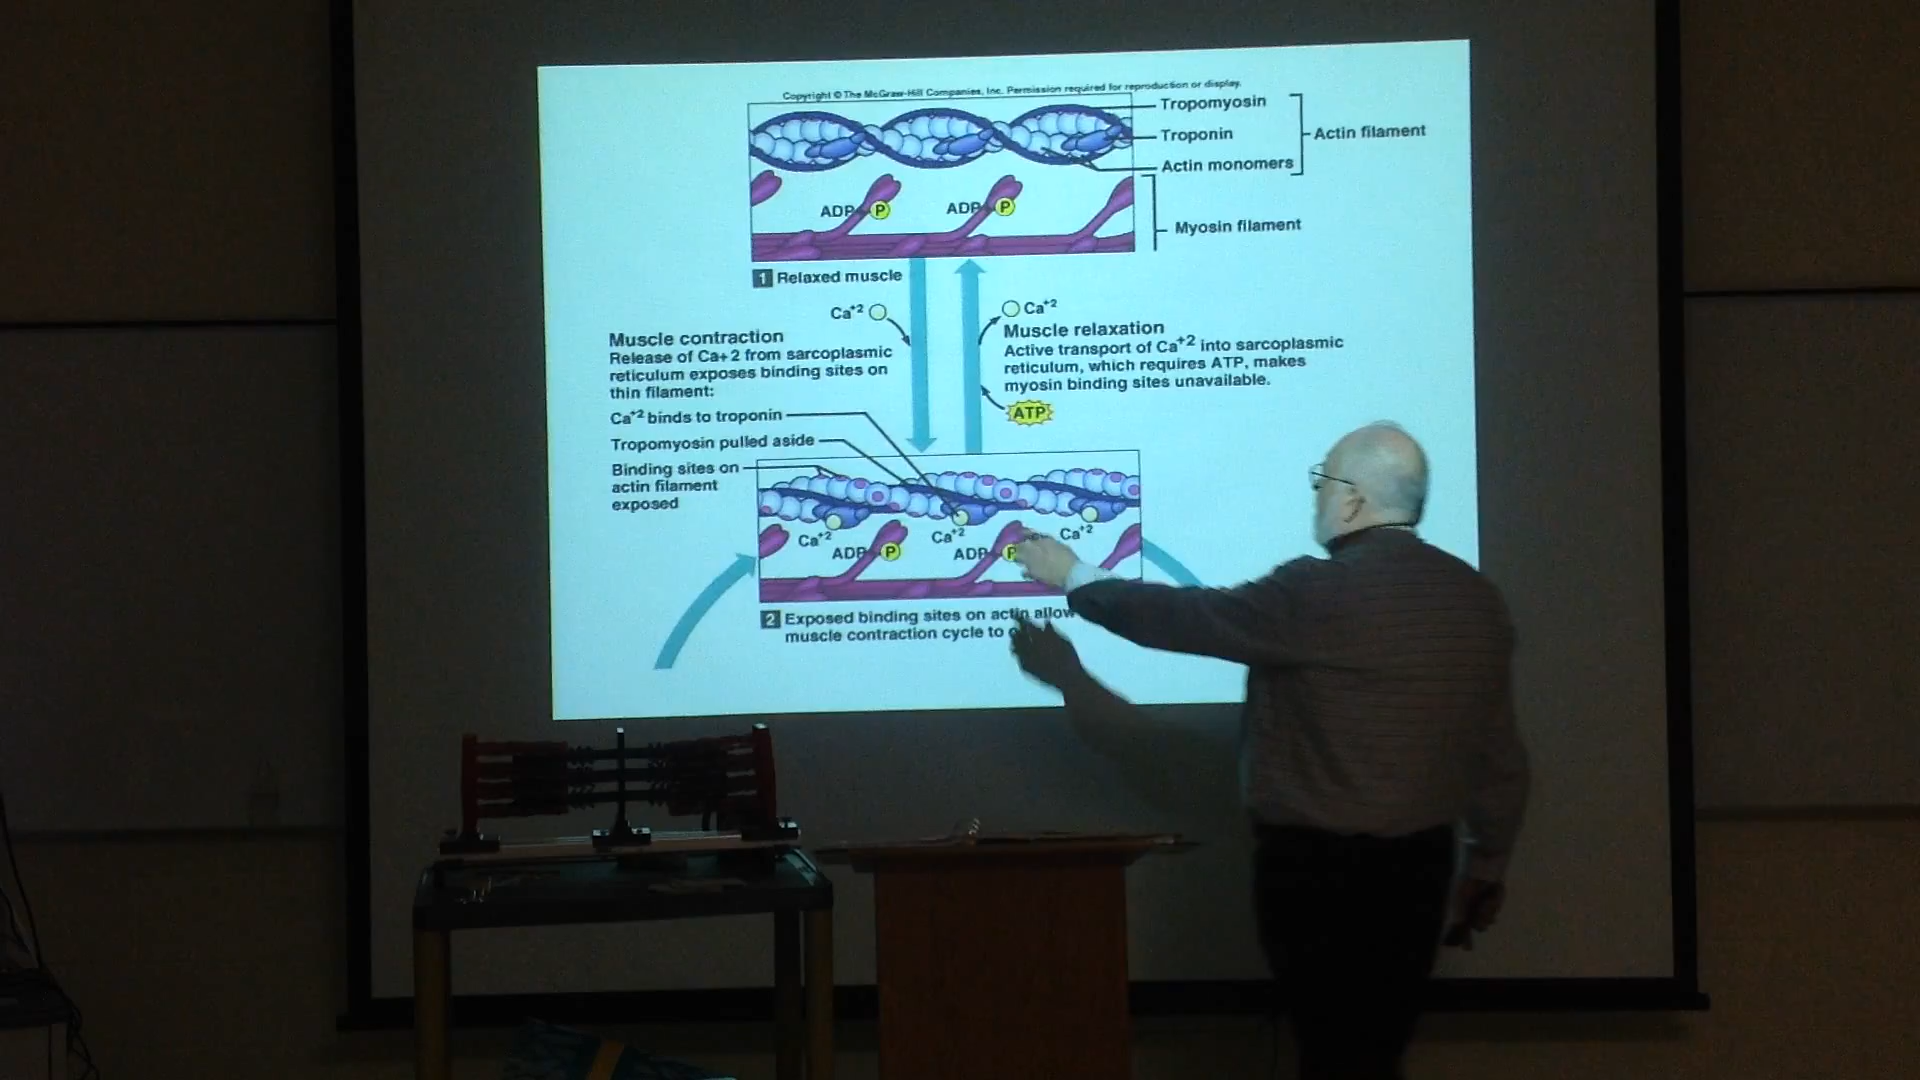 Copyright © The McGraw-Hill Companies, Inc. Permission required for reproduction or display.
Tropomyosin
Troponin
Actin monomers
Actin filament
ADP P
ADP P
Myosin filament
1 Relaxed muscle
Ca+2
Ca+2
Muscle contraction
Release of Ca+2 from sarcoplasmic
reticulum exposes binding sites on
thin filament:
Muscle relaxation
Active transport of Ca+2 into sarcoplasmic
reticulum, which requires ATP, makes
myosin binding sites unavailable.
ATP
Ca+2 binds to troponin
Tropomyosin pulled aside
Binding sites on
actin filament
exposed
Ca+2
Ca+2
Ca+2
ADP P
ADP P
2 Exposed binding sites on actin allow
muscle contraction cycle to